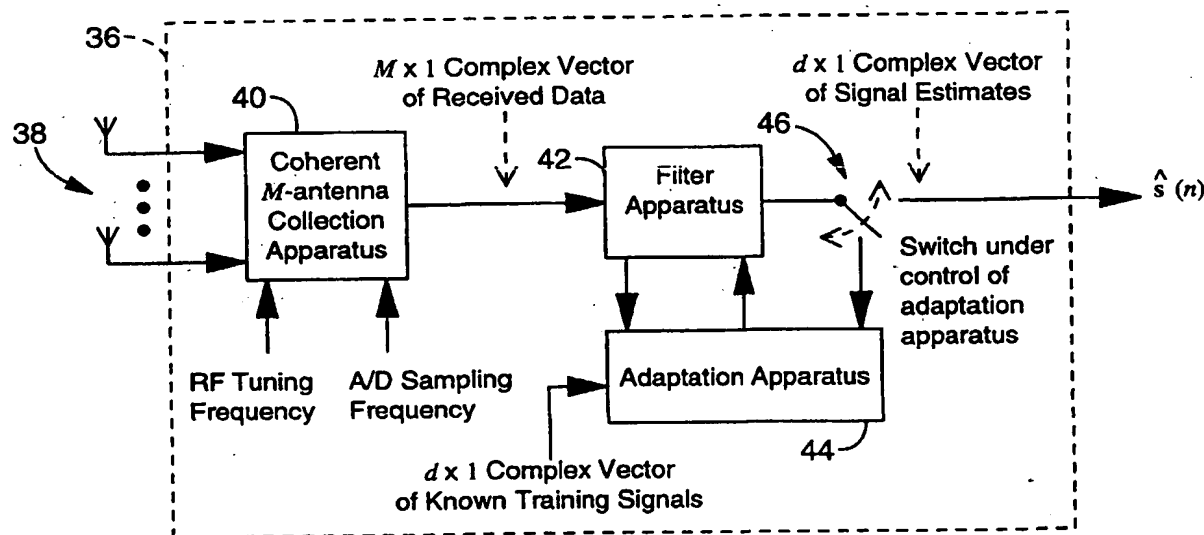 36
M x 1 Complex Vector
of Received Data
d x 1 Complex Vector
of Signal Estimates
38
40
Coherent
M-antenna
Collection
Apparatus
42
Filter
Apparatus
46
ŝ (n)
Switch under
control of
adaptation
apparatus
RF Tuning
Frequency
A/D Sampling
Frequency
Adaptation Apparatus
44
d x 1 Complex Vector
of Known Training Signals